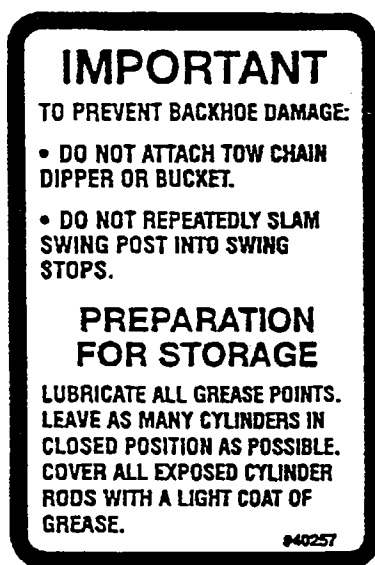 IMPORTANT
TO PREVENT BACKHOE DAMAGE:
• DO NOT ATTACH TOW CHAIN
DIPPER OR BUCKET.
• DO NOT REPEATEDLY SLAM
SWING POST INTO SWING
STOPS.
PREPARATION
FOR STORAGE
LUBRICATE ALL GREASE POINTS.
LEAVE AS MANY CYLINDERS IN
CLOSED POSITION AS POSSIBLE.
COVER ALL EXPOSED CYLINDER
RODS WITH A LIGHT COAT OF
GREASE.
940257